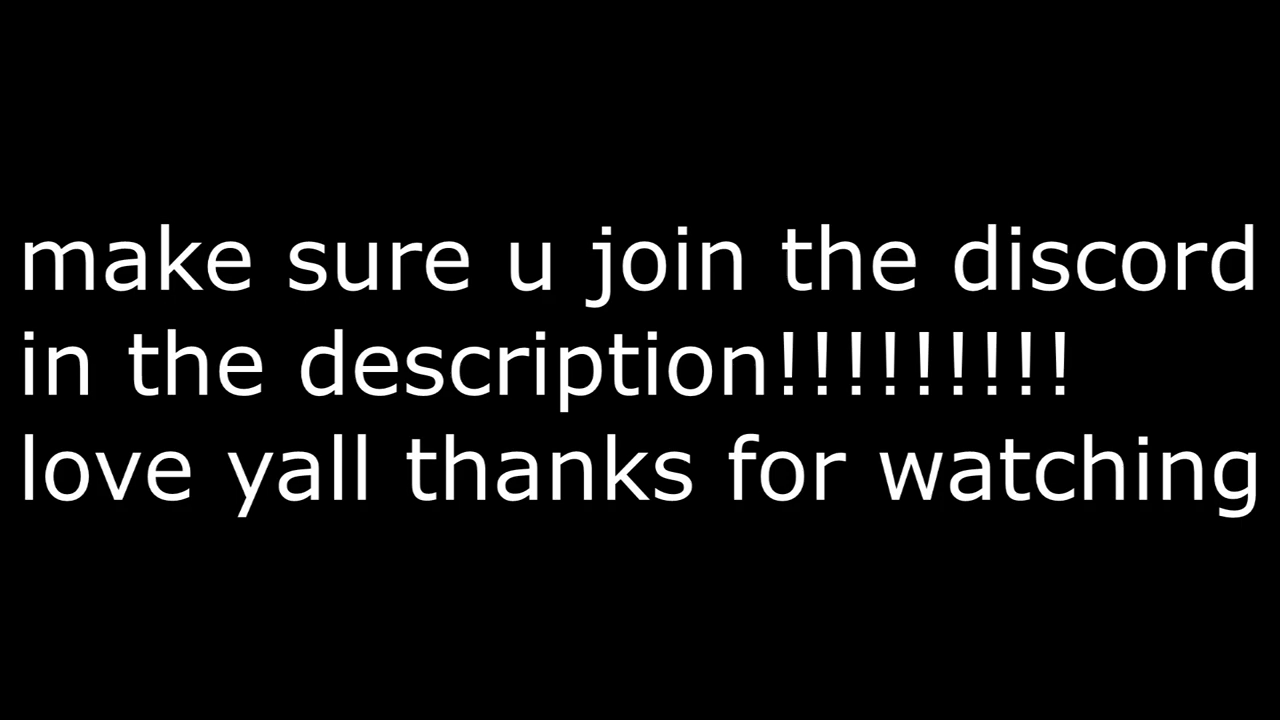 make sure u join the discord
in the description!!!!!!!!!
love yall thanks for watching